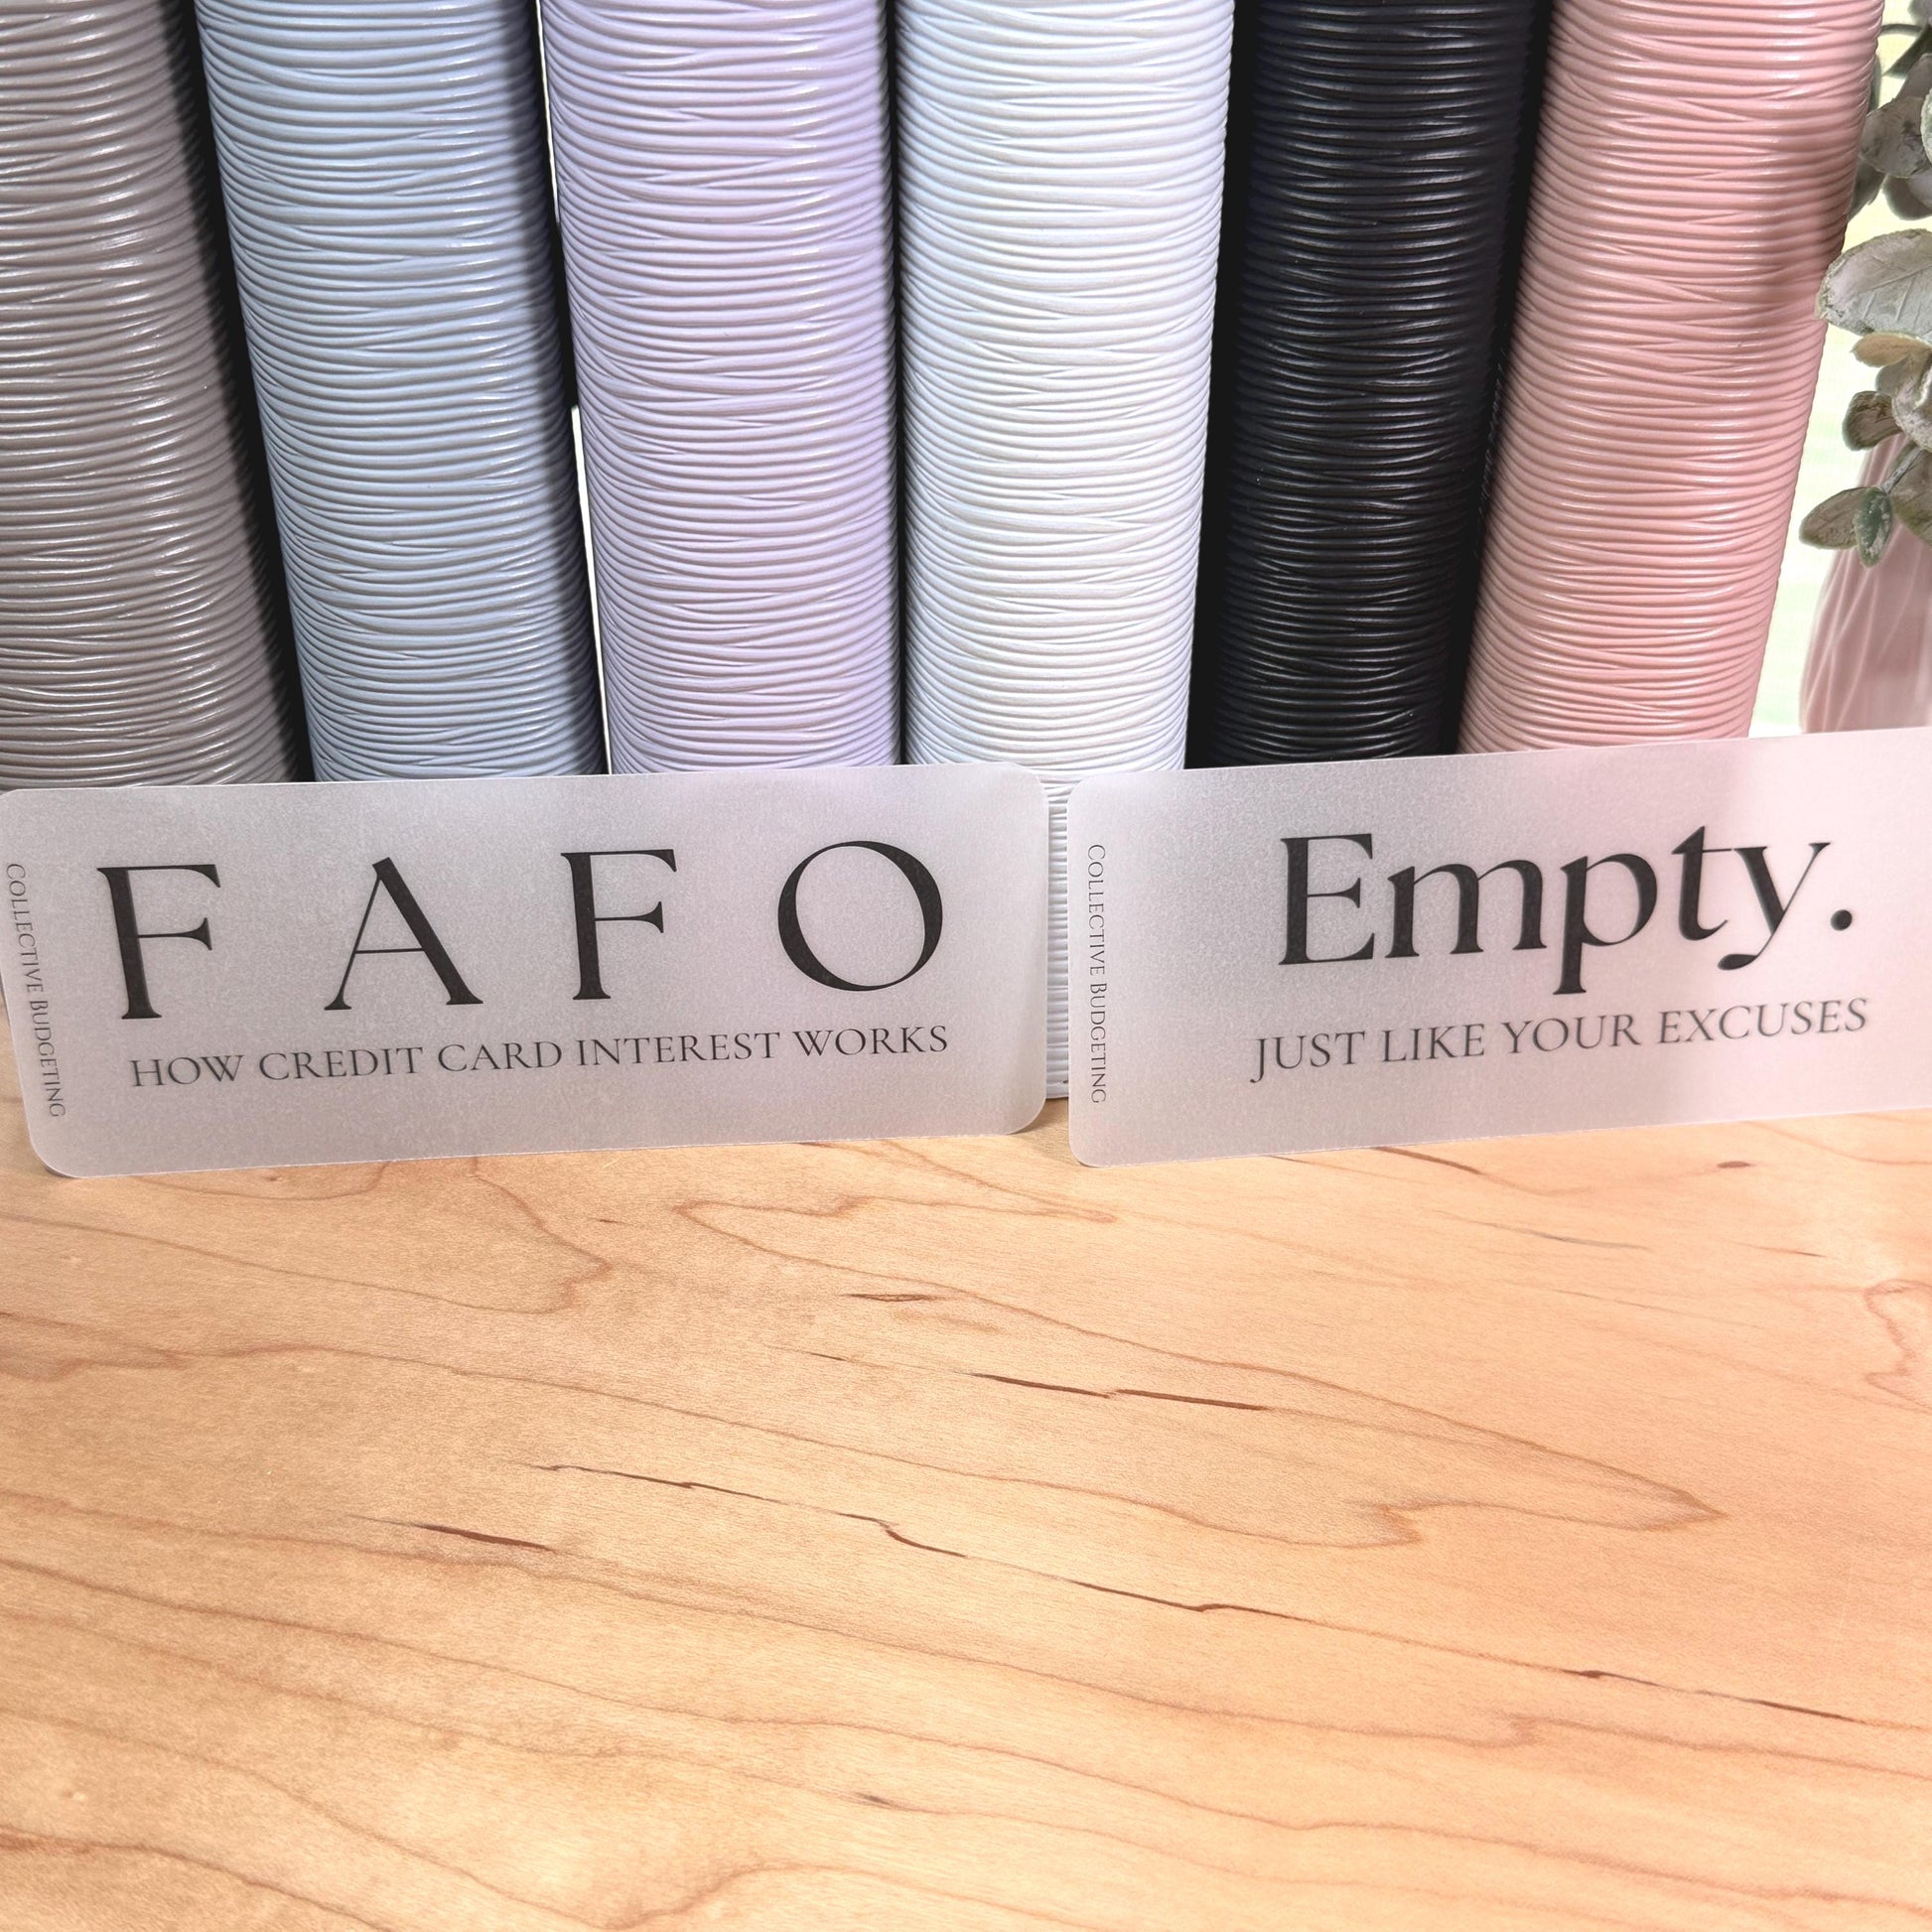 COLLECTIVE BUDGETING
F A F O
HOW CREDIT CARD INTEREST WORKS
COLLECTIVE BUDGETING
Empty.
JUST LIKE YOUR EXCUSES